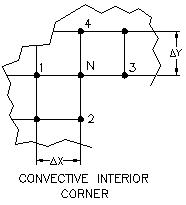 4
ΔY
1
N
3
2
ΔX
CONVECTIVE INTERIOR
CORNER